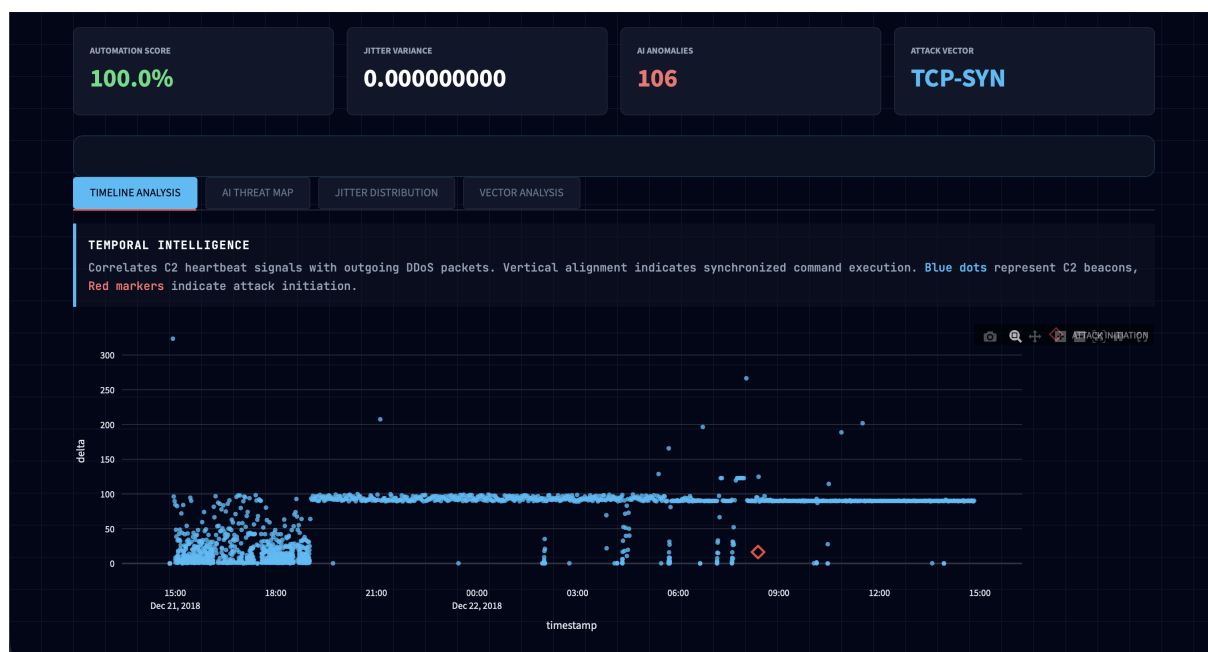 AUTOMATION SCORE
100.0%
JITTER VARIANCE
0.000000000
AI ANOMALIES
106
ATTACK VECTOR
TCP-SYN
TIMELINE ANALYSIS
AI THREAT MAP
JITTER DISTRIBUTION
VECTOR ANALYSIS
TEMPORAL INTELLIGENCE
Correlates C2 heartbeat signals with outgoing DDoS packets. Vertical alignment indicates synchronized command execution. Blue dots represent C2 beacons,
Red markers indicate attack initiation.
ATTACK INITIATION
300
250
200
150
100
50
0
delta
15:00
Dec 21, 2018
18:00
21:00
00:00
Dec 22, 2018
03:00
06:00
09:00
12:00
15:00
timestamp